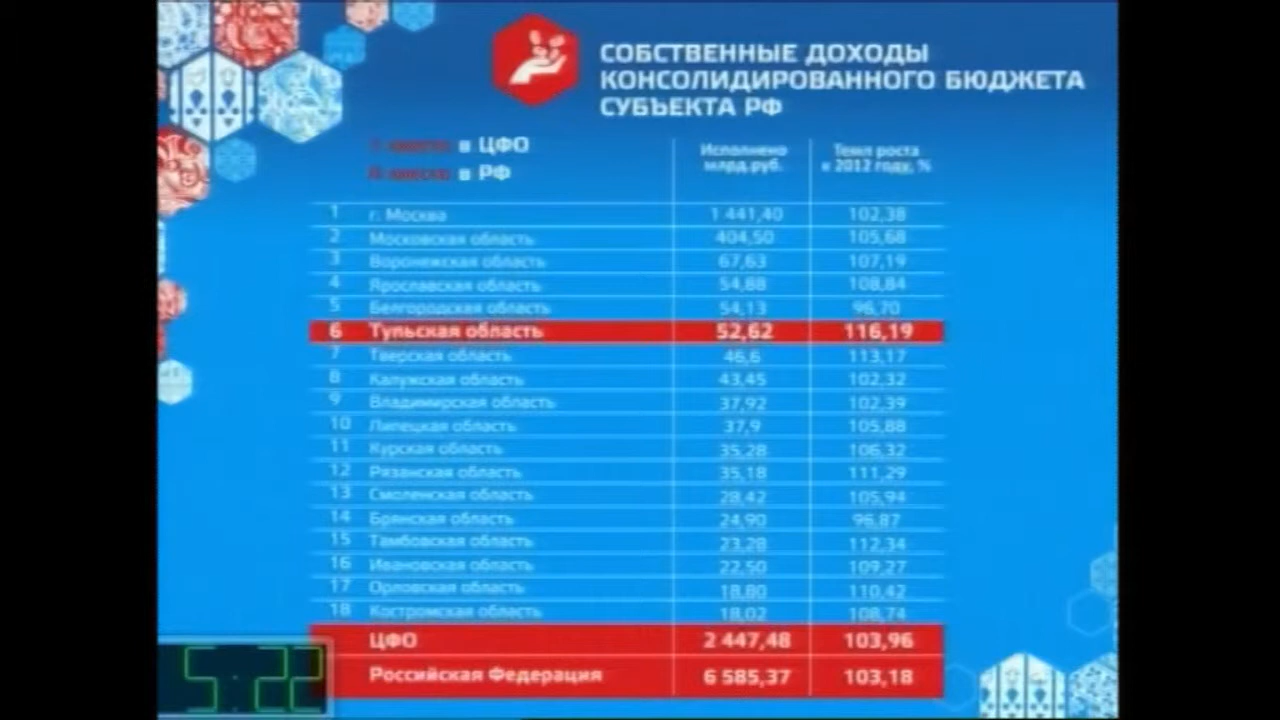 СОБСТВЕННЫЕ ДОХОДЫ
КОНСОЛИДИРОВАННОГО БЮДЖЕТА
СУБЪЕКТА РФ
место в ЦФО
место в РФ
Исполнено млрд.руб.
Темп роста к 2012 году, %
1 г. Москва 1 441,40 102,38
2 Московская область 404,50 105,68
3 Воронежская область 67,63 107,19
4 Ярославская область 54,88 108,84
5 Белгородская область 54,13 96,70
6 Тульская область 52,62 116,19
7 Тверская область 46,6 113,17
8 Калужская область 43,45 102,32
9 Владимирская область 37,92 102,39
10 Липецкая область 37,9 105,88
11 Курская область 35,28 106,32
12 Рязанская область 35,18 111,29
13 Смоленская область 28,42 105,94
14 Брянская область 24,90 96,87
15 Тамбовская область 23,28 112,34
16 Ивановская область 22,50 109,27
17 Орловская область 18,80 110,42
18 Костромская область 18,02 108,74
ЦФО 2 447,48 103,96
Российская Федерация 6 585,37 103,18